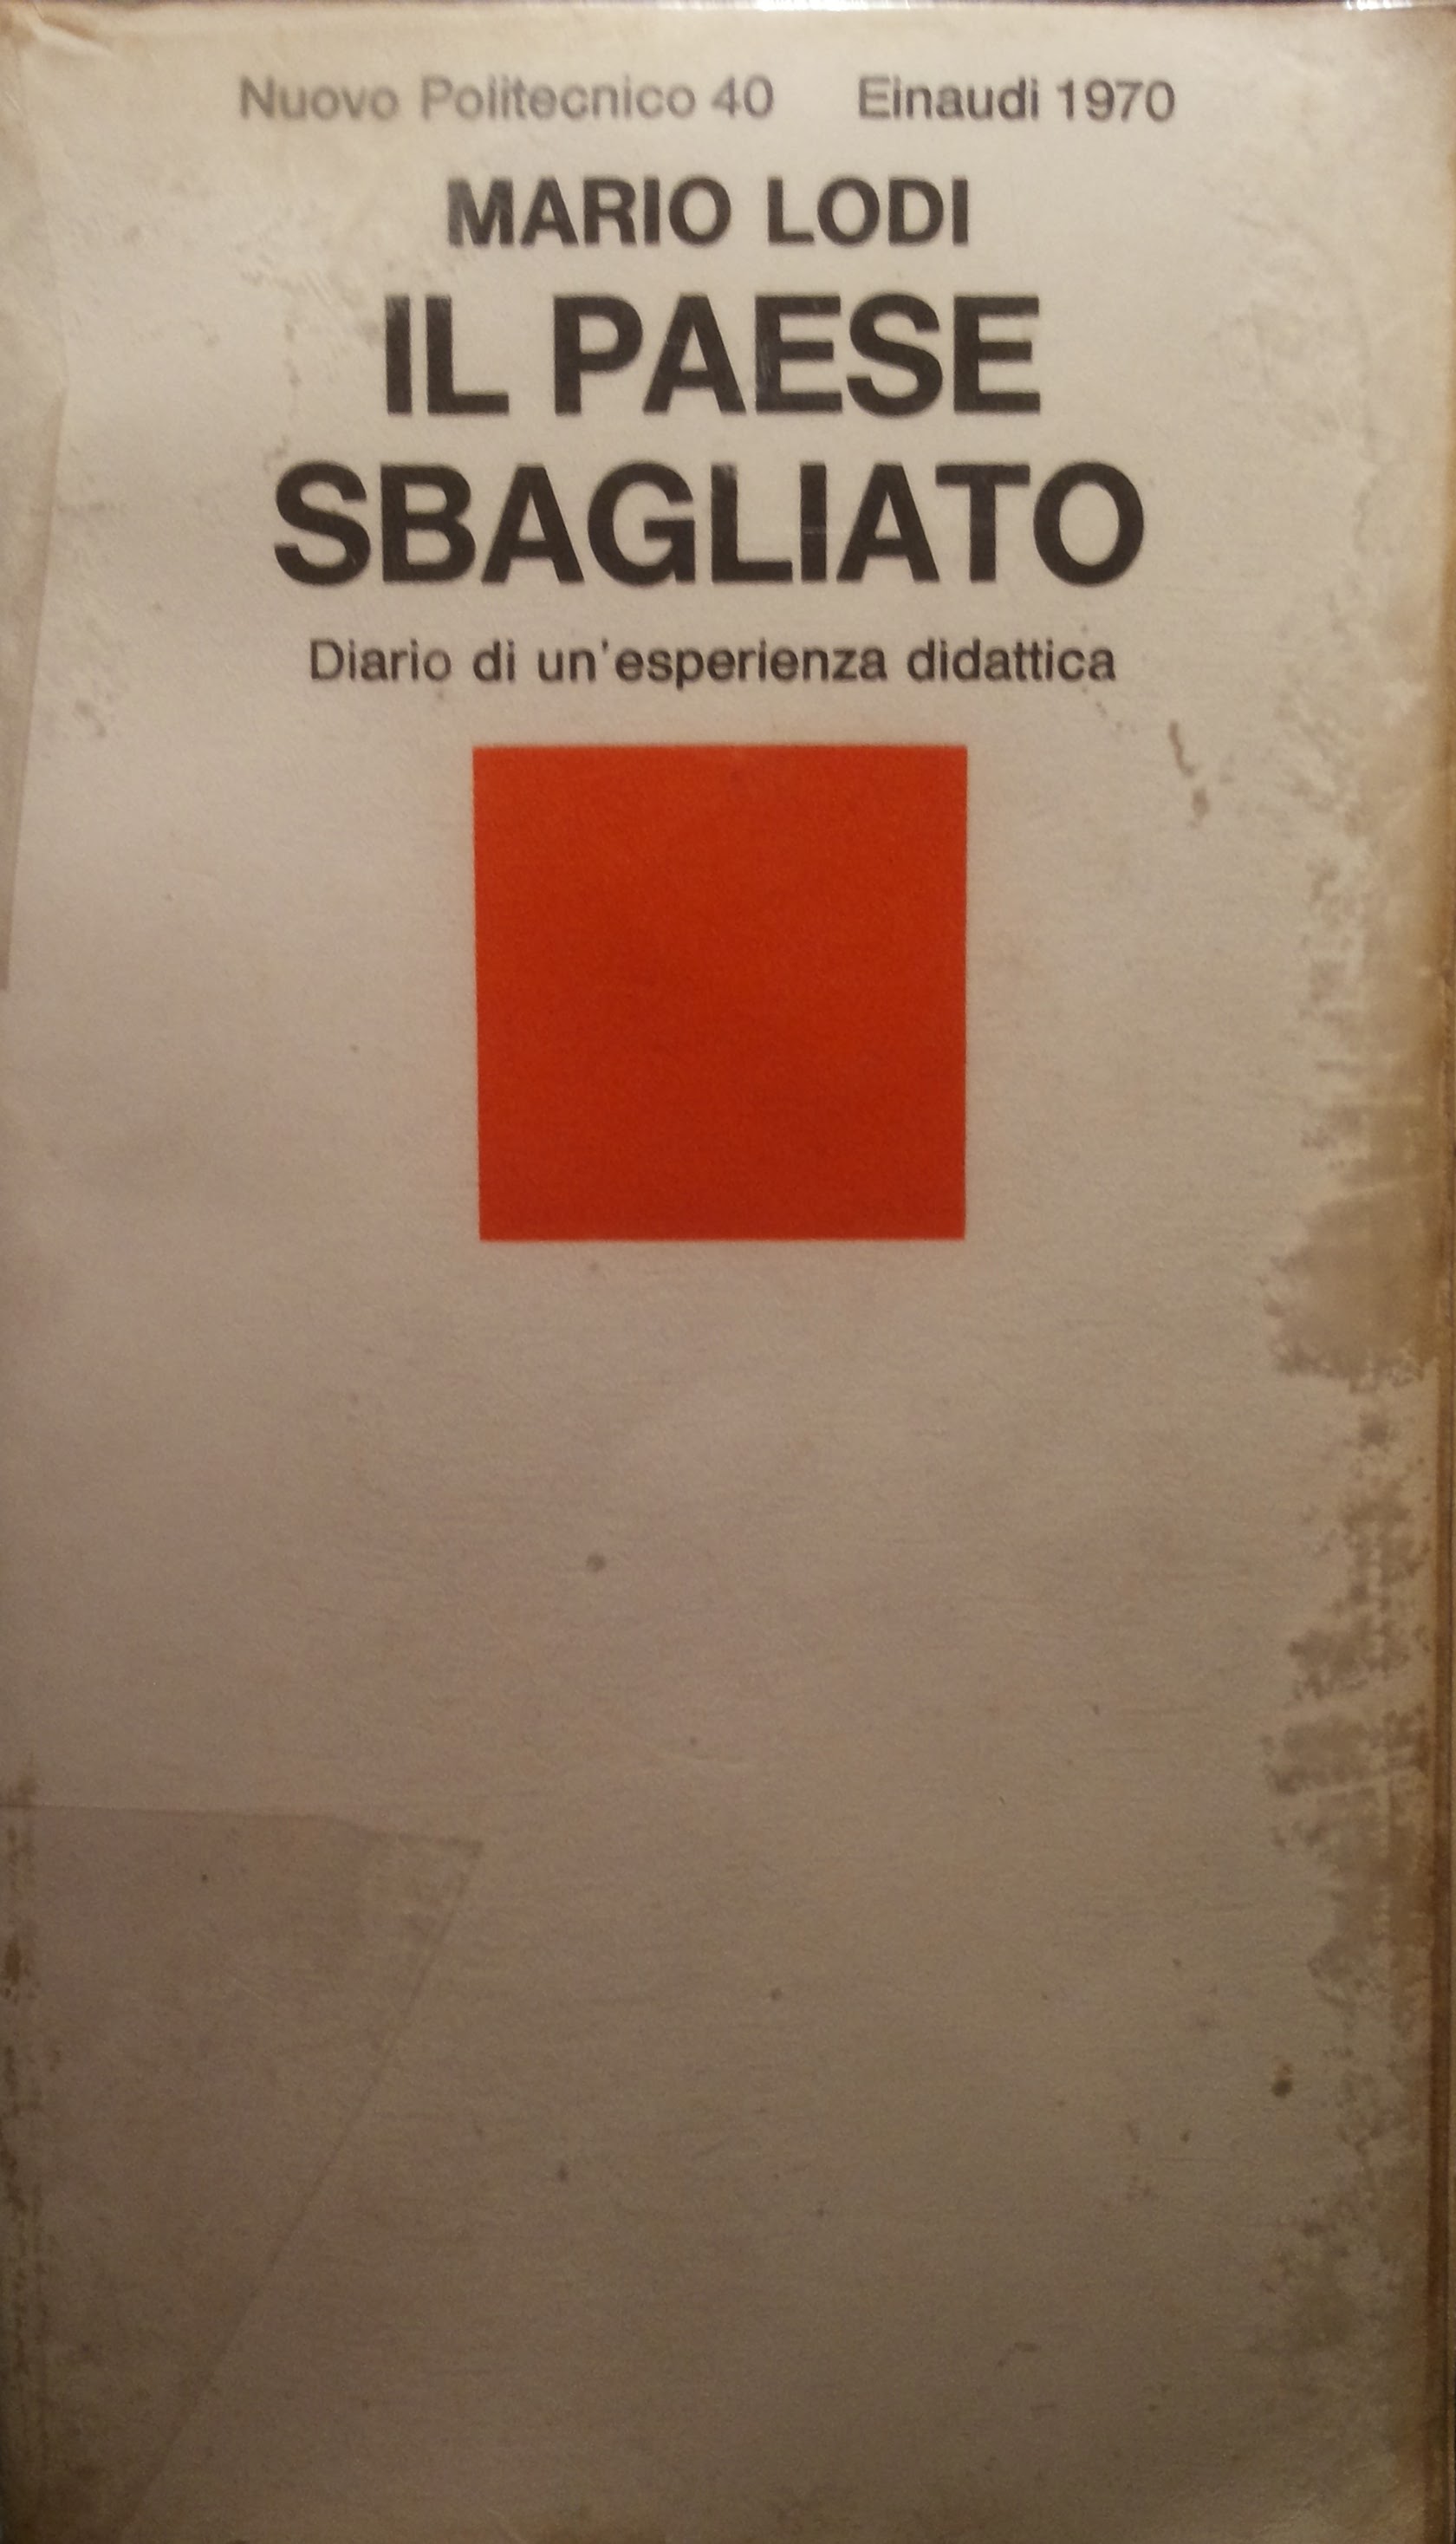 Nuovo Politecnico 40 Einaudi 1970
MARIO LODI
IL PAESE
SBAGLIATO
Diario di un'esperienza didattica